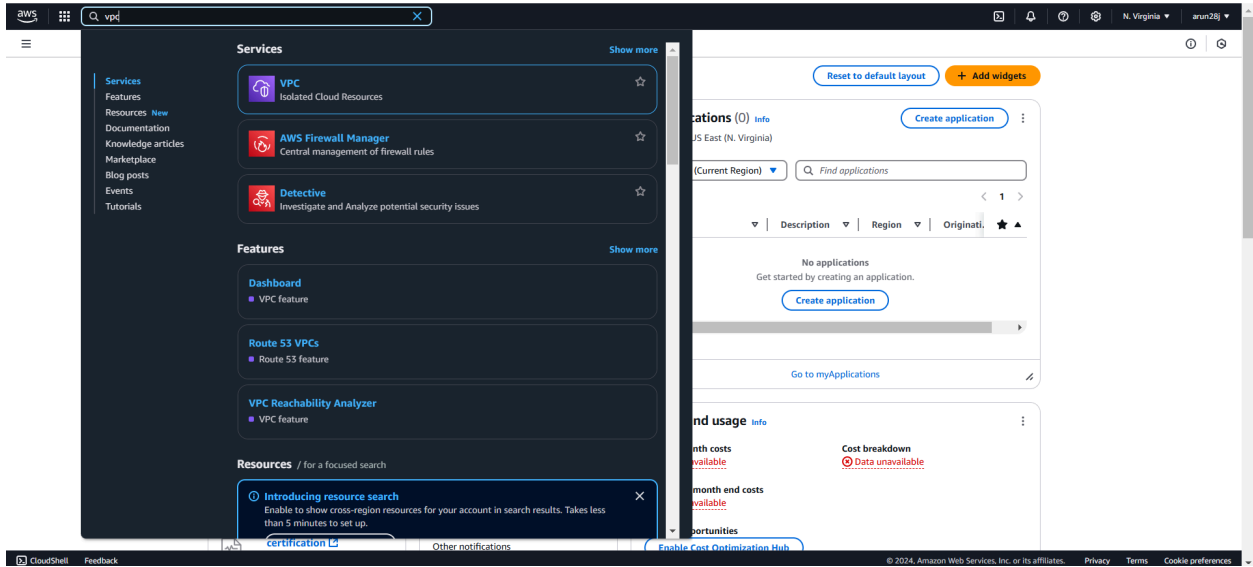 aws
vpc
N. Virginia
arun28j
Services
Features
Resources New
Documentation
Knowledge articles
Marketplace
Blog posts
Events
Tutorials
Services
Show more
VPC
Isolated Cloud Resources
AWS Firewall Manager
Central management of firewall rules
Detective
Investigate and Analyze potential security issues
Features
Show more
Dashboard
VPC feature
Route 53 VPCs
Route 53 feature
VPC Reachability Analyzer
VPC feature
Resources / for a focused search
Introducing resource search
Enable to show cross-region resources for your account in search results. Takes less
than 5 minutes to set up.
certification
Other notifications
Reset to default layout
+ Add widgets
cations (0) Info
Create application
US East (N. Virginia)
(Current Region)
Find applications
1
Description
Region
Originati.
No applications
Get started by creating an application.
Create application
Go to myApplications
nd usage Info
nth costs
Cost breakdown
vailable
Data unavailable
month end costs
vailable
portunities
Enable Cost Optimization Hub
CloudShell
Feedback
© 2024, Amazon Web Services, Inc. or its affiliates.
Privacy
Terms
Cookie preferences